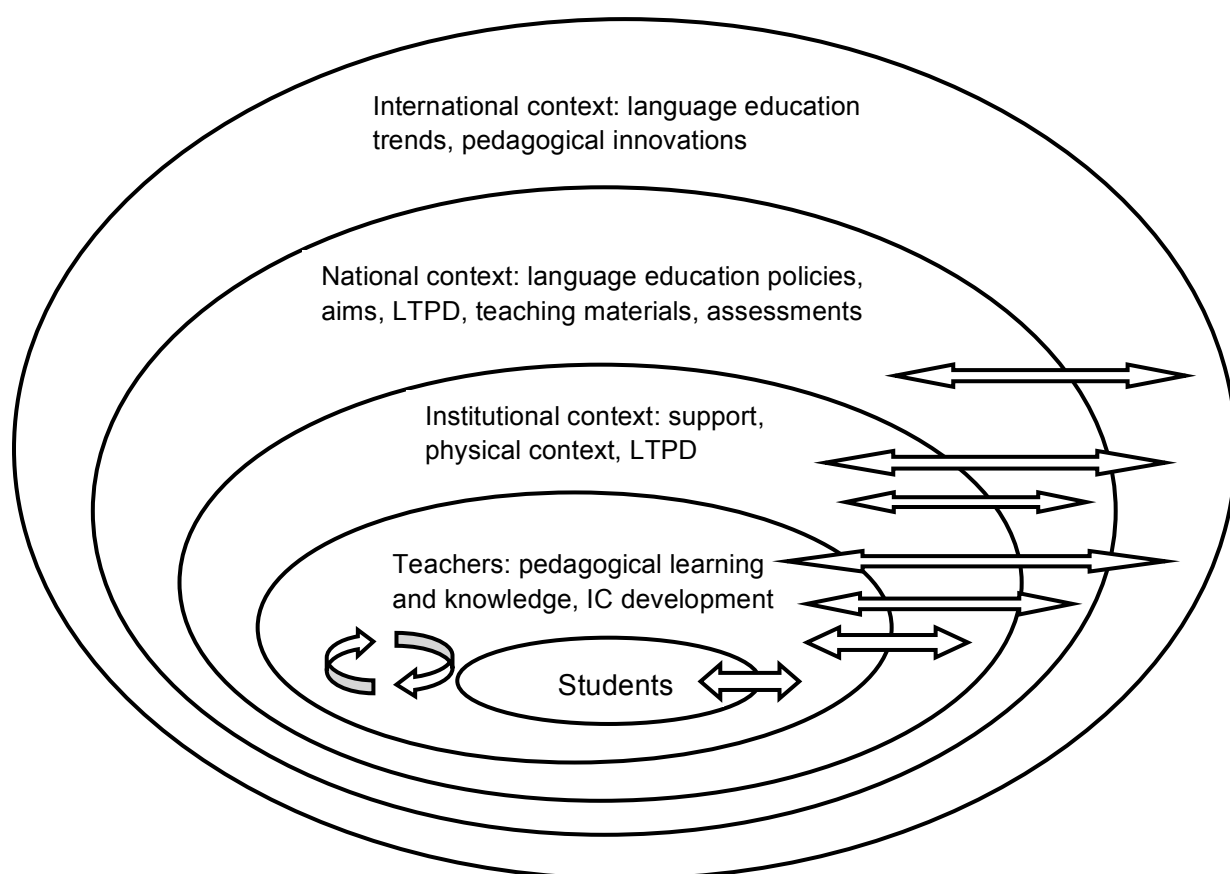 International context: language education
trends, pedagogical innovations
National context: language education policies,
aims, LTPD, teaching materials, assessments
Institutional context: support,
physical context, LTPD
Teachers: pedagogical learning
and knowledge, IC development
Students